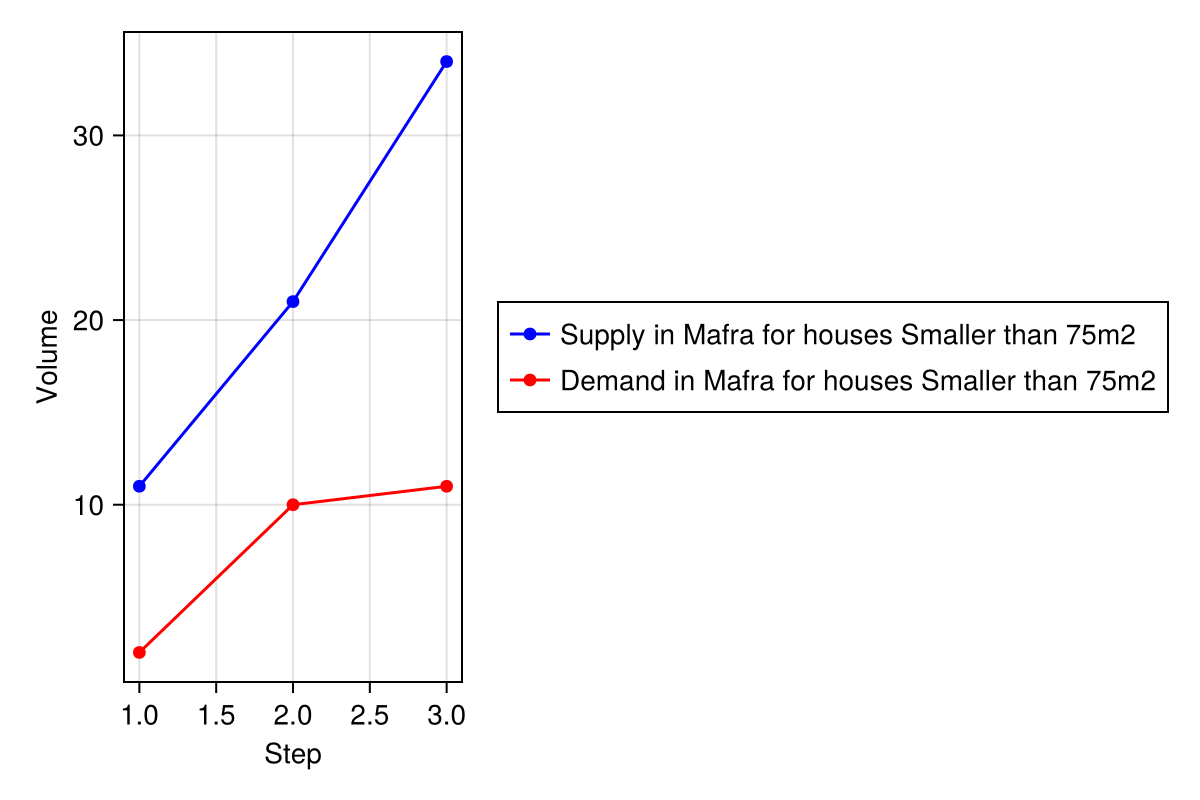 30
20
10
Volume
1.0 1.5 2.0 2.5 3.0
Step
Supply in Mafra for houses Smaller than 75m2
Demand in Mafra for houses Smaller than 75m2